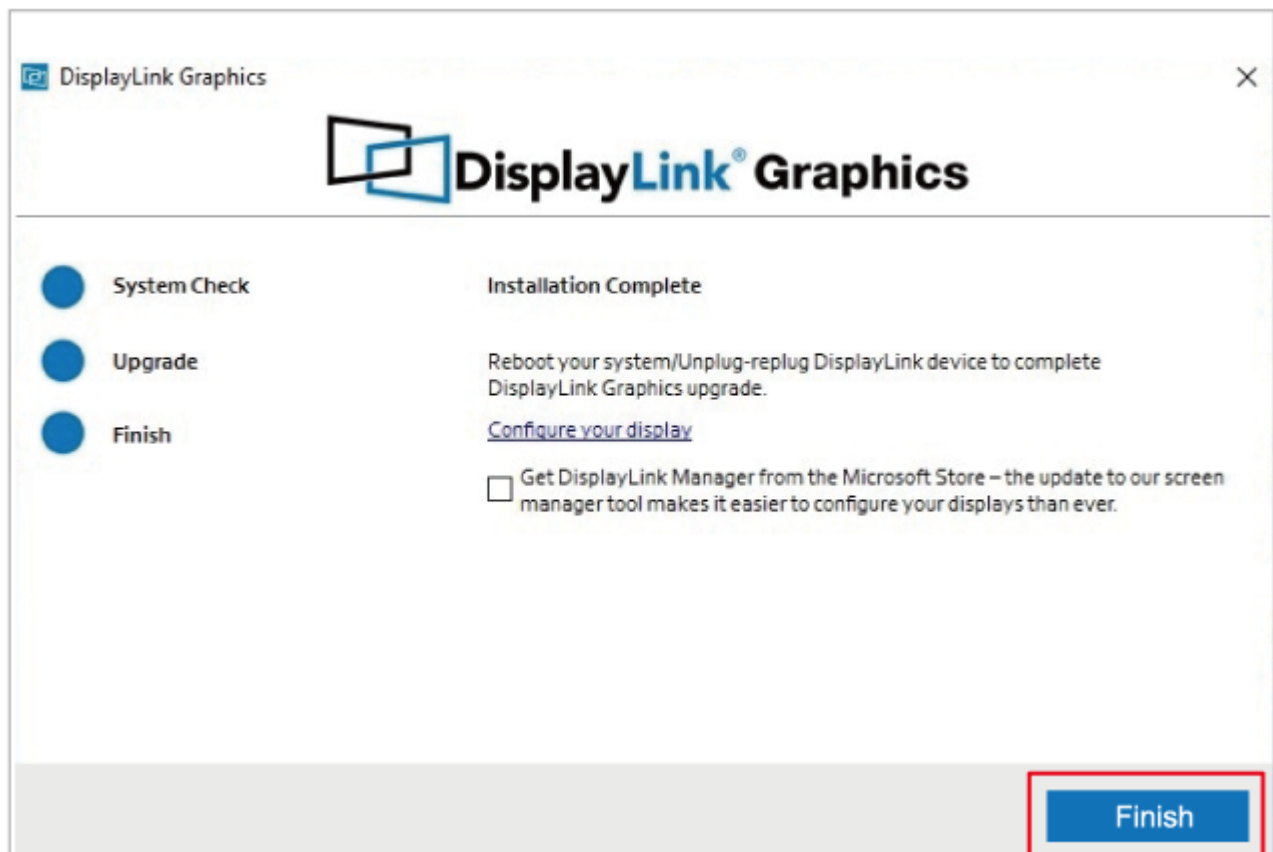 DisplayLink Graphics
DisplayLink® Graphics
System Check
Installation Complete
Upgrade
Reboot your system/Unplug-replug DisplayLink device to complete
DisplayLink Graphics upgrade.
Finish
Configure your display
Get DisplayLink Manager from the Microsoft Store – the update to our screen
manager tool makes it easier to configure your displays than ever.
Finish